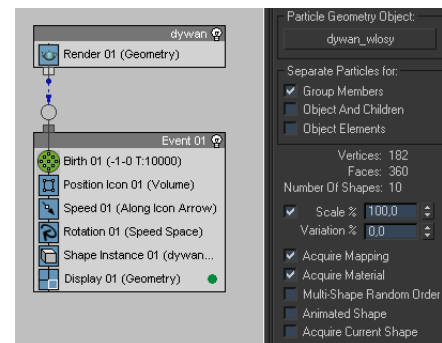 dywan
Render 01 (Geometry)
Event 01
Birth 01 (-1-0 T:10000)
Position Icon 01 (Volume)
Speed 01 (Along Icon Arrow)
Rotation 01 (Speed Space)
Shape Instance 01 (dywan...
Display 01 (Geometry)
Particle Geometry Object:
dywan_wlosy
Separate Particles for:
Group Members
Object And Children
Object Elements
Vertices: 182
Faces: 360
Number Of Shapes: 10
Scale % 100,0
Variation % 0,0
Acquire Mapping
Acquire Material
Multi-Shape Random Order
Animated Shape
Acquire Current Shape